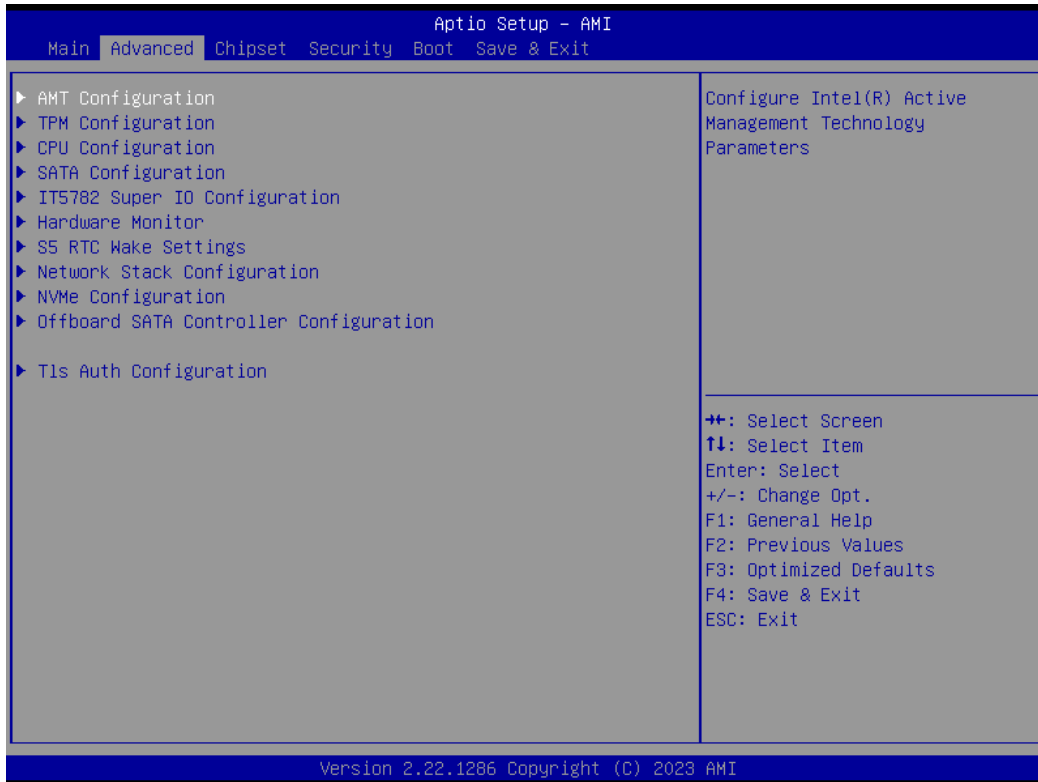 Aptio Setup - AMI
Main Advanced Chipset Security Boot Save & Exit
AMT Configuration
TPM Configuration
CPU Configuration
SATA Configuration
IT5782 Super IO Configuration
Hardware Monitor
S5 RTC Wake Settings
Network Stack Configuration
NVMe Configuration
Offboard SATA Controller Configuration
Tls Auth Configuration
Configure Intel(R) Active
Management Technology
Parameters
→←: Select Screen
↑↓: Select Item
Enter: Select
+/-: Change Opt.
F1: General Help
F2: Previous Values
F3: Optimized Defaults
F4: Save & Exit
ESC: Exit
Version 2.22.1286 Copyright (C) 2023 AMI